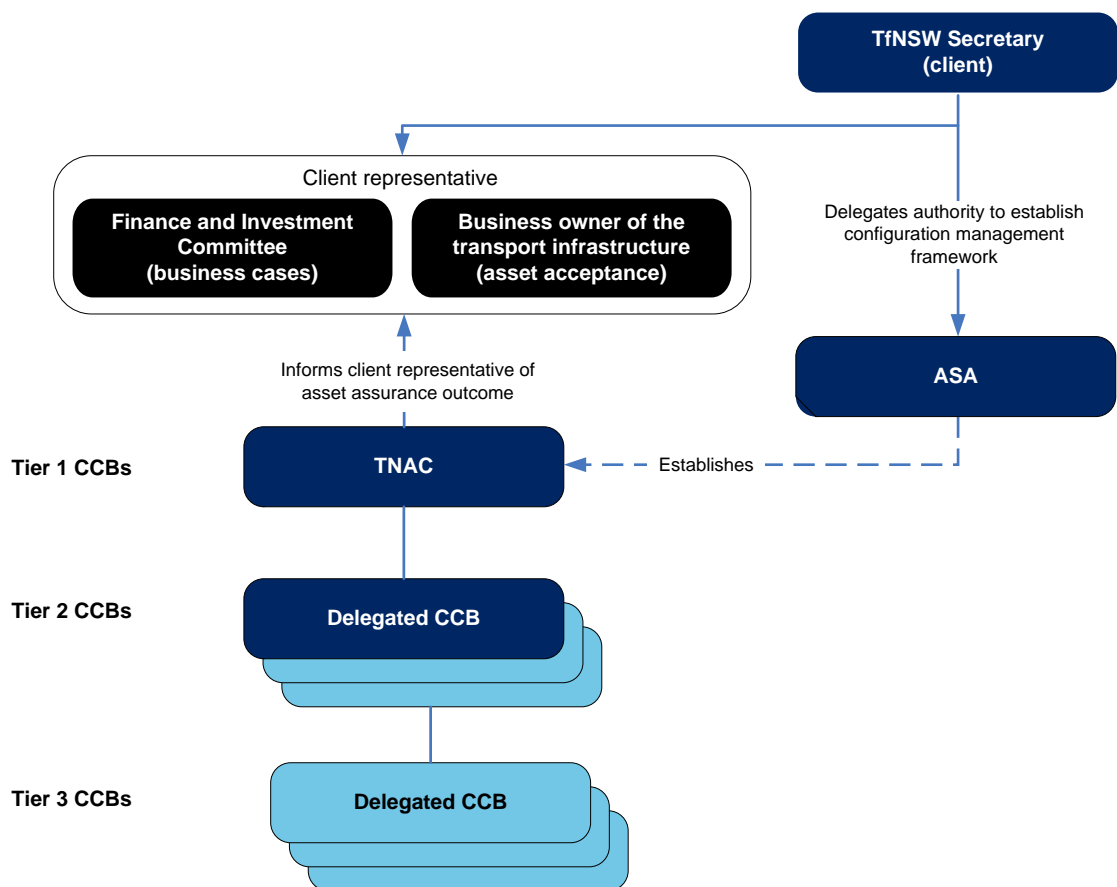 TfNSW Secretary
(client)
Client representative
Finance and Investment
Committee
(business cases)
Business owner of the
transport infrastructure
(asset acceptance)
Delegates authority to establish
configuration management
framework
Informs client representative of
asset assurance outcome
ASA
Tier 1 CCBs
TNAC
Establishes
Tier 2 CCBs
Delegated CCB
Tier 3 CCBs
Delegated CCB